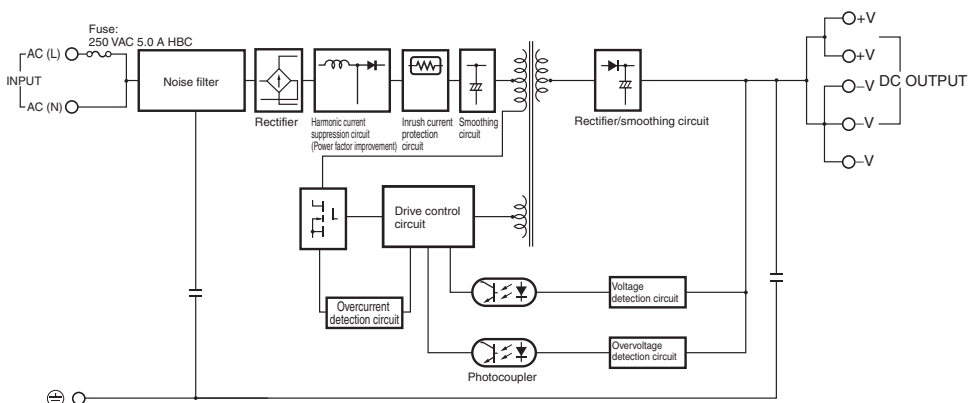 Fuse:
250 VAC 5.0 A HBC
AC (L)
INPUT
AC (N)
Noise filter
Rectifier
Harmonic current
suppression circuit
(Power factor improvement)
Inrush current
protection
circuit
Smoothing
circuit
Rectifier/smoothing circuit
+V
+V
DC OUTPUT
–V
–V
–V
Drive control
circuit
Overcurrent
detection circuit
Voltage
detection circuit
Overvoltage
detection circuit
Photocoupler